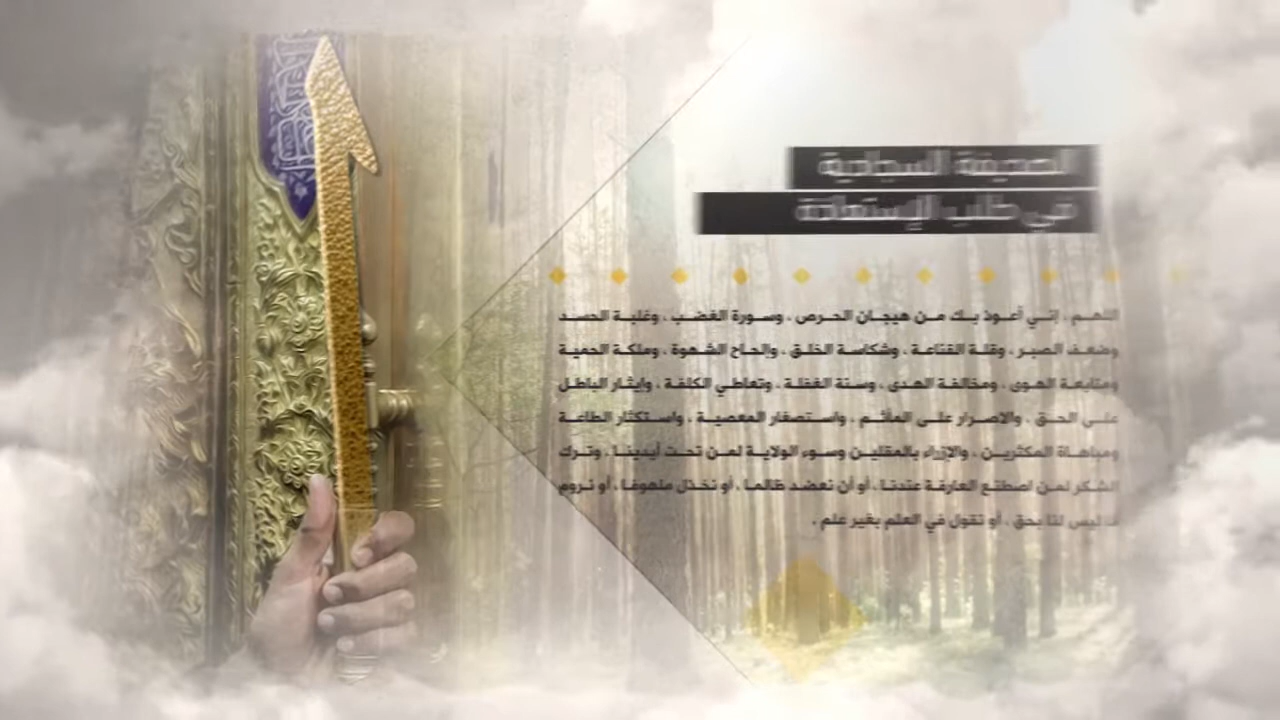 الصحيفة السجادية
في طلب الإستعاذة
اللهم ، إني أعوذ بك من هيجان الحرص ، وسورة الغضب ، وغلبة الحسد
وضعف الصبر ، وقلة القناعة ، وشكاسة الخلق ، وإلحاح الشهوة ، وملكة الحمية
ومتابعة الهوى ، ومخالفة الهدى ، وسنة الغفلة ، وتعاطي الكلفة ، وإيثار الباطل
على الحق ، والاصرار على المأثم ، واستصغار المعصية ، واستكثار الطاعة
ومباهاة المكثرين ، والإزراء بالمقلين وسوء الولاية لمن تحت أيدينا ، وترك
الشكر لمن اصطنع العارفة عندنا ، أو أن نعضد ظالما ، أو نخذل ملهوفا ، أو نروم
ما ليس لنا بحق ، أو نقول في العلم بغير علم .